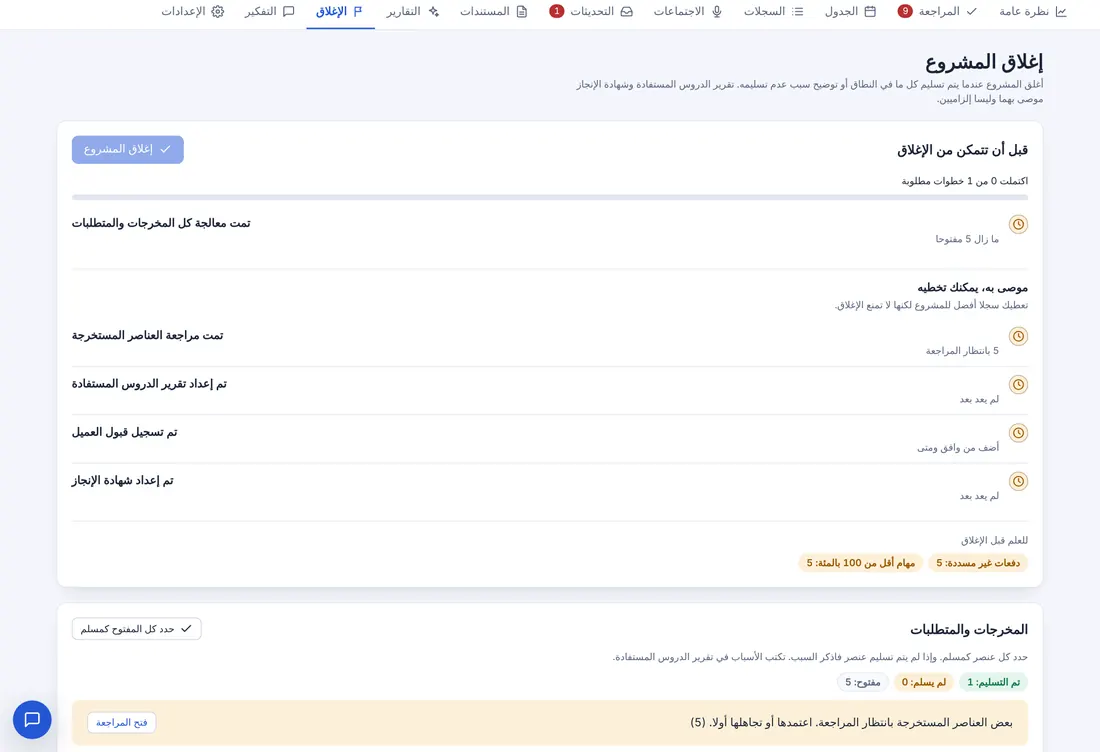 نظرة عامة
المراجعة 9
الجدول
السجلات
الاجتماعات
التحديثات 1
المستندات
التقارير
الإغلاق
التفكير
الإعدادات
إغلاق المشروع
أغلق المشروع عندما يتم تسليم كل ما في النطاق أو توضيح سبب عدم تسليمه. تقرير الدروس المستفادة وشهادة الإنجاز
موصى بهما وليسا إلزاميين.
قبل أن تتمكن من الإغلاق
إغلاق المشروع
اكتملت 0 من 1 خطوات مطلوبة
تمت معالجة كل المخرجات والمتطلبات
ما زال 5 مفتوحا
موصى به، يمكنك تخطيه
تعطيك سجلا أفضل للمشروع لكنها لا تمنع الإغلاق.
تمت مراجعة العناصر المستخرجة
5 بانتظار المراجعة
تم إعداد تقرير الدروس المستفادة
لم يعد بعد
تم تسجيل قبول العميل
أضف من وافق ومتى
تم إعداد شهادة الإنجاز
لم يعد بعد
للعلم قبل الإغلاق
دفعات غير مسددة: 5
مهام أقل من 100 بالمئة: 5
المخرجات والمتطلبات
حدد كل المفتوح كمسلم
حدد كل عنصر كمسلم. وإذا لم يتم تسليم عنصر فاذكر السبب. تكتب الأسباب في تقرير الدروس المستفادة.
تم التسليم: 1
لم يسلم: 0
مفتوح: 5
بعض العناصر المستخرجة بانتظار المراجعة. اعتمدها أو تجاهلها أولا. (5)
فتح المراجعة